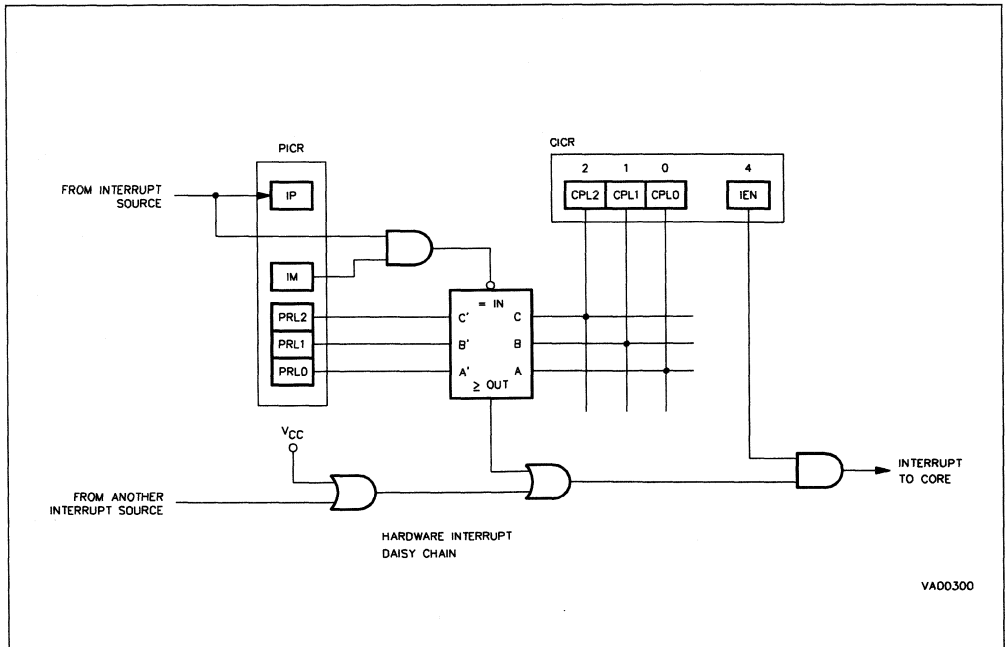 CICR
PICR
2 1 0 4
FROM INTERRUPT
SOURCE
IP
CPL2 CPL1 CPL0 IEN
IM
= IN
PRL2 C' C
PRL1 B' B
PRL0 A' A
≥ OUT
VCC
INTERRUPT
TO CORE
FROM ANOTHER
INTERRUPT SOURCE
HARDWARE INTERRUPT
DAISY CHAIN
VA00300